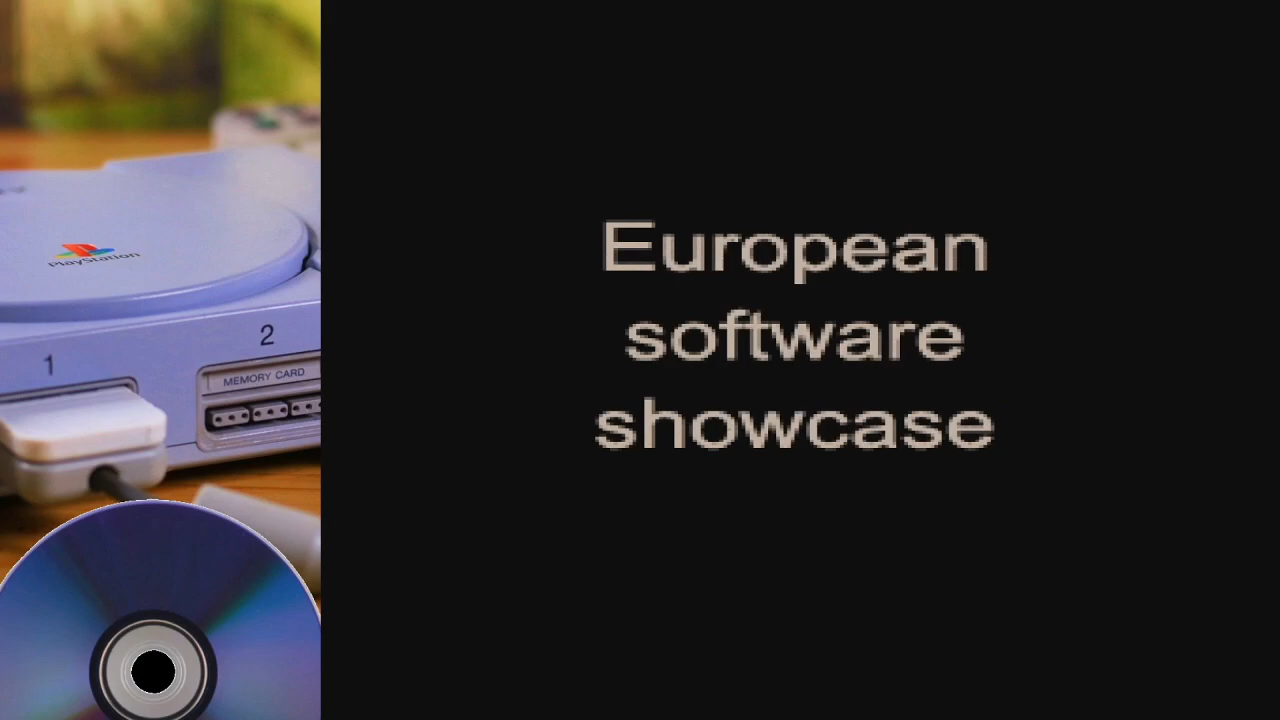 PlayStation
1
2
MEMORY CARD
European
software
showcase